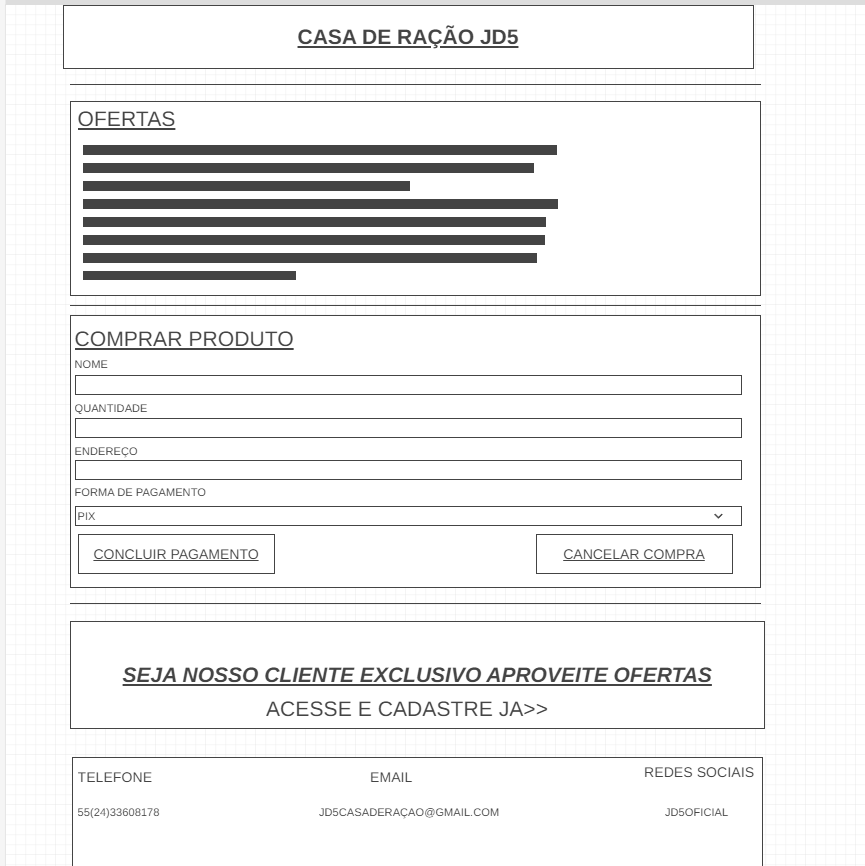 CASA DE RAÇÃO JD5
OFERTAS
COMPRAR PRODUTO
NOME
QUANTIDADE
ENDEREÇO
FORMA DE PAGAMENTO
PIX
CONCLUIR PAGAMENTO
CANCELAR COMPRA
SEJA NOSSO CLIENTE EXCLUSIVO APROVEITE OFERTAS
ACESSE E CADASTRE JA>>
TELEFONE EMAIL REDES SOCIAIS
55(24)33608178 JD5CASADERAÇAO@GMAIL.COM JD5OFICIAL